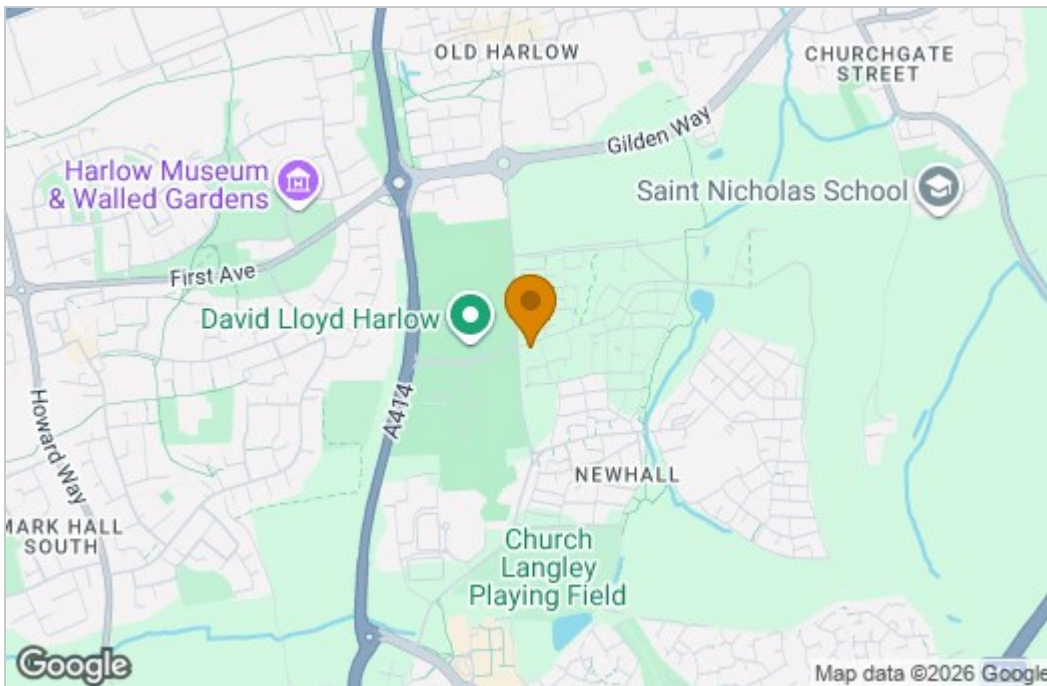 OLD HARLOW
CHURCHGATE
STREET
Gilden Way
Harlow Museum
& Walled Gardens
Saint Nicholas School
First Ave
David Lloyd Harlow
A414
Howard Way
NEWHALL
MARK HALL
SOUTH
Church
Langley
Playing Field
Google
Map data ©2026 Google